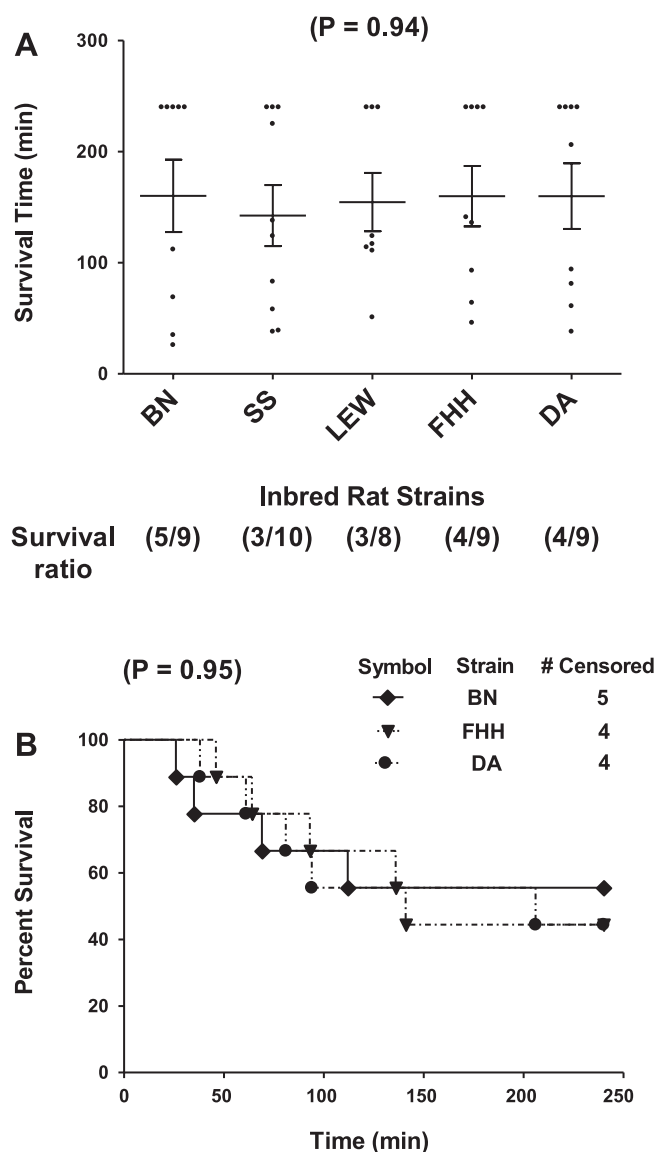 A
(P = 0.94)
Survival Time (min)
300
200
100
0
BN
SS
LEW
FHH
DA
Inbred Rat Strains
Survival ratio (5/9) (3/10) (3/8) (4/9) (4/9)
(P = 0.95)
Symbol Strain # Censored
BN 5
FHH 4
DA 4
B
Percent Survival
100
80
60
40
20
0
0 50 100 150 200 250
Time (min)